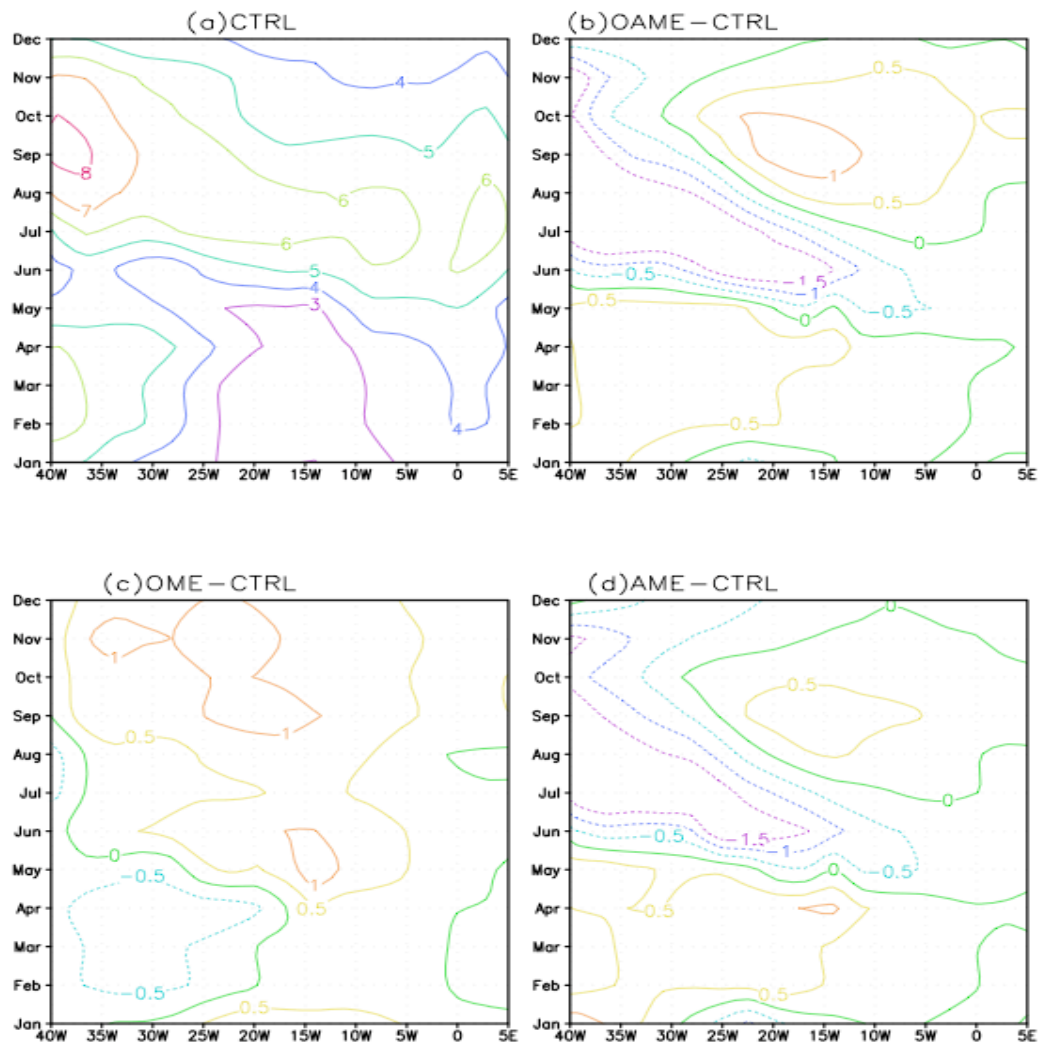 (a)CTRL
(b)OAME-CTRL
Dec
Nov
Oct
Sep
Aug
Jul
Jun
May
Apr
Mar
Feb
Jan
4
5
8
7
6
6
6
5
4
3
4
40W 35W 30W 25W 20W 15W 10W 5W 0 5E
Dec
Nov
Oct
Sep
Aug
Jul
Jun
May
Apr
Mar
Feb
Jan
0.5
1
0.5
0
-0.5
-1.5
-1
0.5
0
-0.5
0.5
40W 35W 30W 25W 20W 15W 10W 5W 0 5E
(c)OME-CTRL
(d)AME-CTRL
Dec
Nov
Oct
Sep
Aug
Jul
Jun
May
Apr
Mar
Feb
Jan
1
0.5
1
0
-0.5
1
0.5
-0.5
0.5
40W 35W 30W 25W 20W 15W 10W 5W 0 5E
Dec
Nov
Oct
Sep
Aug
Jul
Jun
May
Apr
Mar
Feb
Jan
0
0.5
0
-0.5
-1.5
-1
0
-0.5
0.5
0.5
40W 35W 30W 25W 20W 15W 10W 5W 0 5E